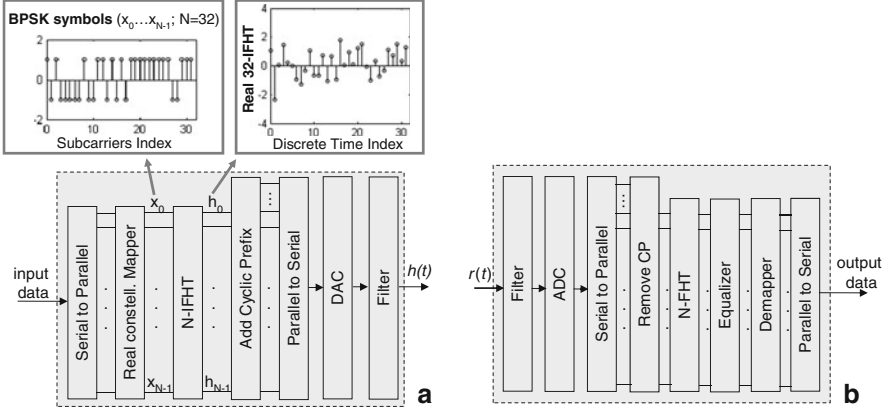 BPSK symbols (x0…xN-1; N=32)
2
0
-2
0
10
20
30
Subcarriers Index
Real 32-IFHT
4
2
0
-2
-4
0
10
20
30
Discrete Time Index
input
data
Serial to Parallel
Real constell. Mapper
x0
xN-1
N-IFHT
h0
hN-1
Add Cyclic Prefix
Parallel to Serial
DAC
Filter
h(t)
a
r(t)
Filter
ADC
Serial to Parallel
Remove CP
N-FHT
Equalizer
Demapper
Parallel to Serial
output
data
b